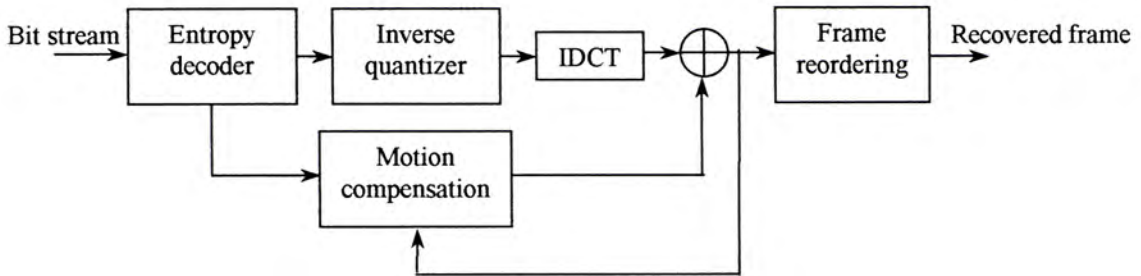 Bit stream
Entropy
decoder
Inverse
quantizer
IDCT
Frame
reordering
Recovered frame
Motion
compensation